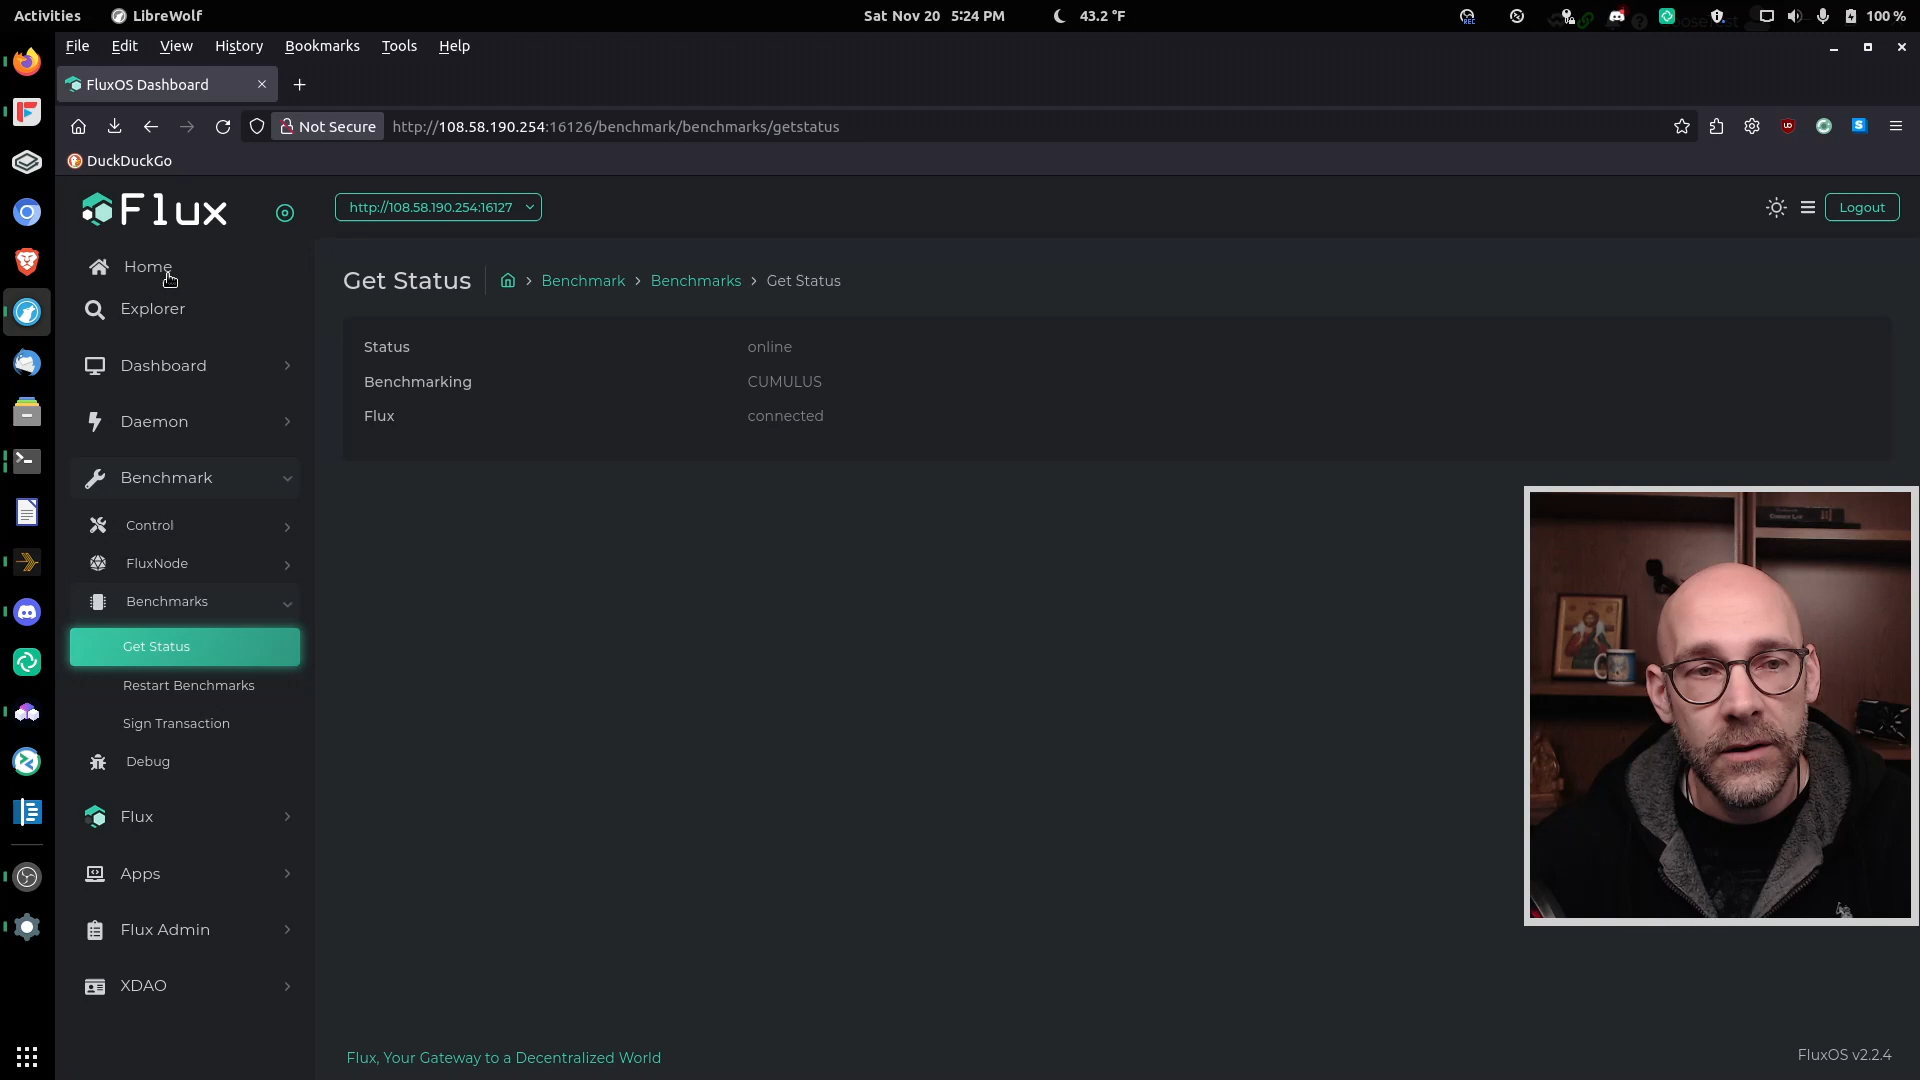 Activities LibreWolf Sat Nov 20 5:24 PM 43.2 °F 100 %
File Edit View History Bookmarks Tools Help
FluxOS Dashboard
Not Secure http://108.58.190.254:16126/benchmark/benchmarks/getstatus
DuckDuckGo
Flux http://108.58.190.254:16127 Logout
Home
Explorer
Dashboard
Daemon
Benchmark
Control
FluxNode
Benchmarks
Get Status
Restart Benchmarks
Sign Transaction
Debug
Flux
Apps
Flux Admin
XDAO
Get Status Benchmark Benchmarks Get Status
Status online
Benchmarking CUMULUS
Flux connected
Flux, Your Gateway to a Decentralized World
FluxOS v2.2.4